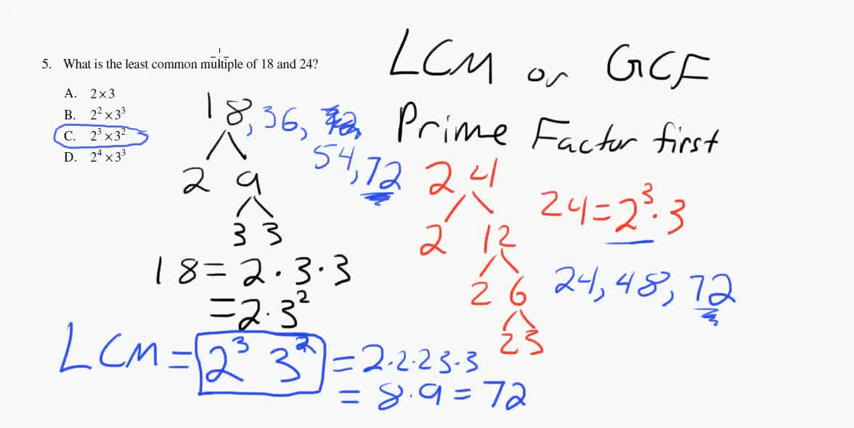 LCM or GCF
5. What is the least common multiple of 18 and 24?
A. 2×3
B. 2²×3³
C. 2³×3²
D. 2⁴×3³
Prime Factor first
18, 36,
54, 72
2 9
3 3
18 = 2·3·3
= 2·3²
24
2 12
2 6
2 3
24 = 2³·3
24, 48, 72
LCM = 2³ 3² = 2·2·2 3·3
= 8·9 = 72